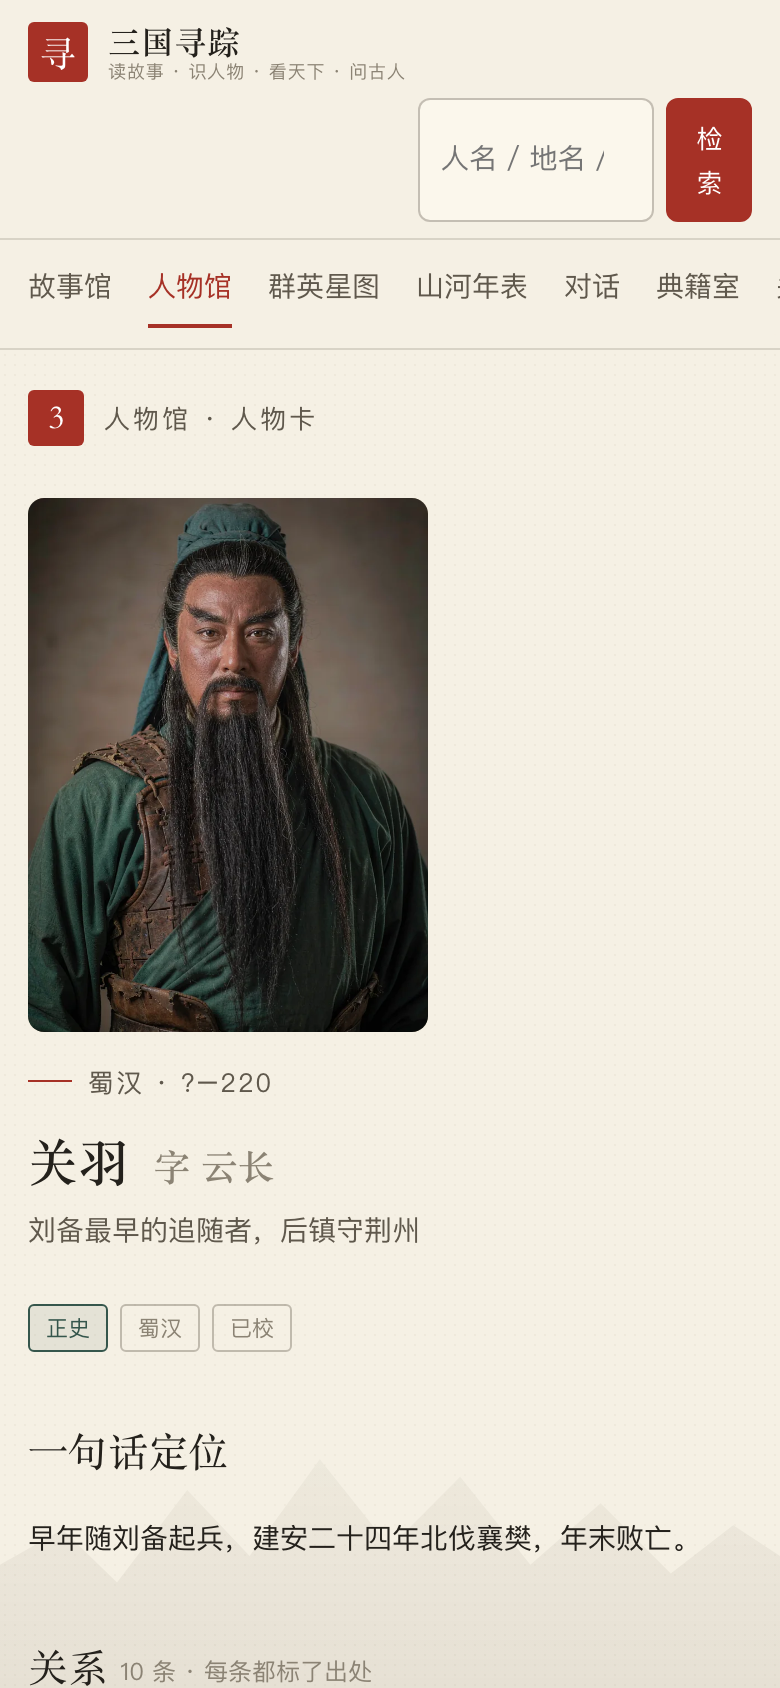 寻
三国寻踪
读故事 · 识人物 · 看天下 · 问古人
人名 / 地名 /
检
索
故事馆 人物馆 群英星图 山河年表 对话 典籍室
3 人物馆 · 人物卡
蜀汉 · ?—220
关羽 字 云长
刘备最早的追随者，后镇守荆州
正史 蜀汉 已校
一句话定位
早年随刘备起兵，建安二十四年北伐襄樊，年末败亡。
关系 10 条 · 每条都标了出处